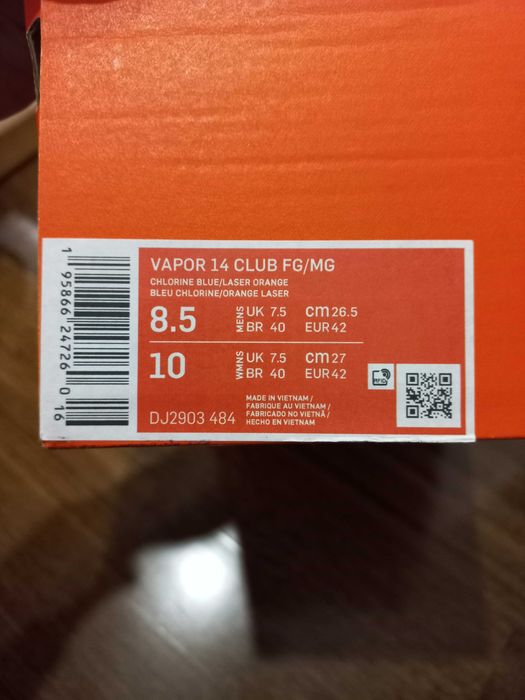 VAPOR 14 CLUB FG/MG
CHLORINE BLUE/LASER ORANGE
BLEU CHLORINE/ORANGE LASER
8.5 MENS UK 7.5 cm 26.5
BR 40 EUR 42
10 WMNS UK 7.5 cm 27
BR 40 EUR 42
RFID
DJ2903 484
MADE IN VIETNAM /
FABRIQUE AU VIETNAM /
FABRICADO NO VIETNÃ /
HECHO EN VIETNAM
1 95866 24726 0 16